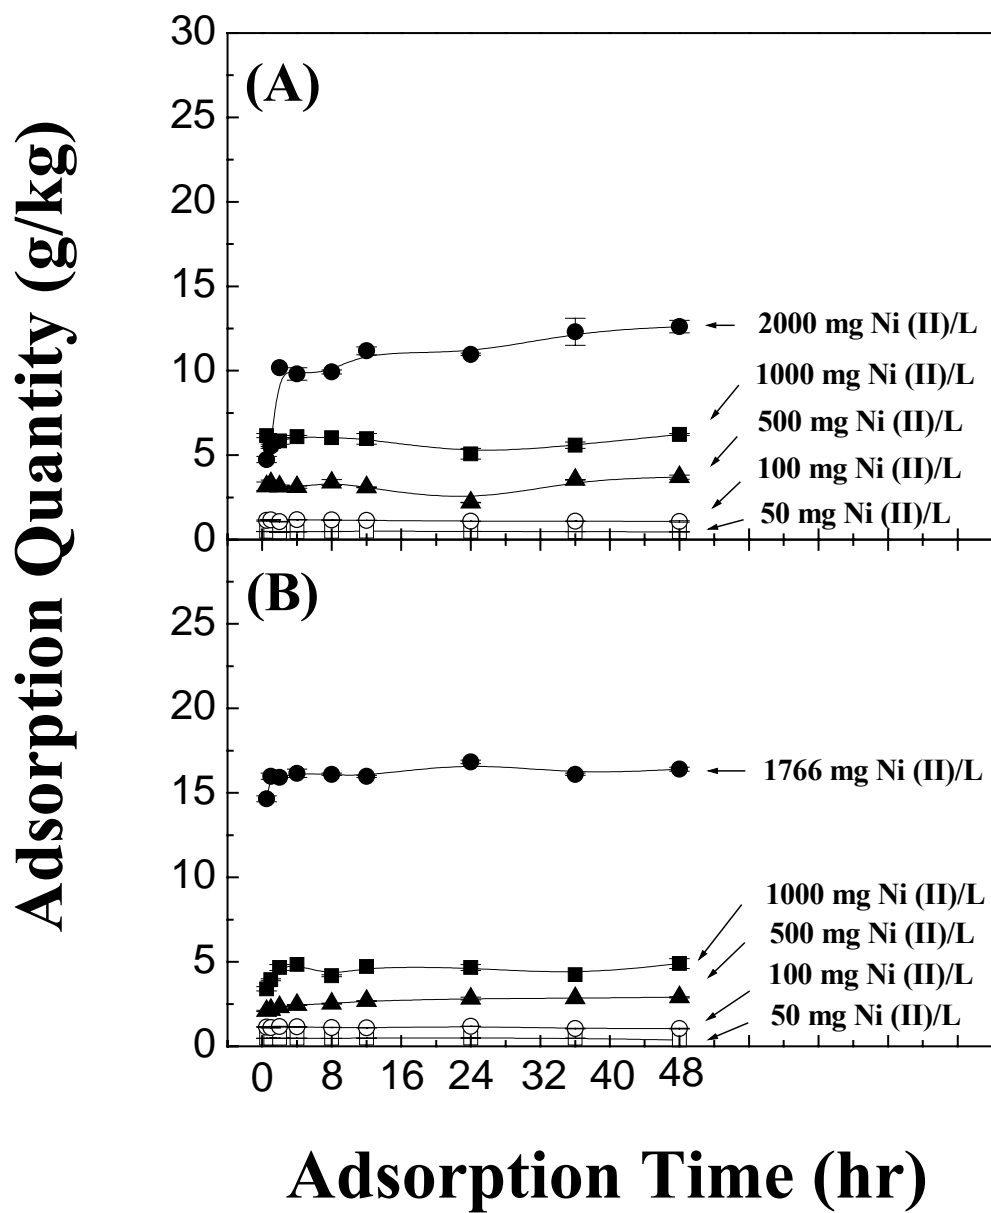 Adsorption Quantity (g/kg)
(A)
30
25
20
15
10
5
0
2000 mg Ni (II)/L
1000 mg Ni (II)/L
500 mg Ni (II)/L
100 mg Ni (II)/L
50 mg Ni (II)/L
(B)
25
20
15
10
5
0
1766 mg Ni (II)/L
1000 mg Ni (II)/L
500 mg Ni (II)/L
100 mg Ni (II)/L
50 mg Ni (II)/L
0 8 16 24 32 40 48
Adsorption Time (hr)